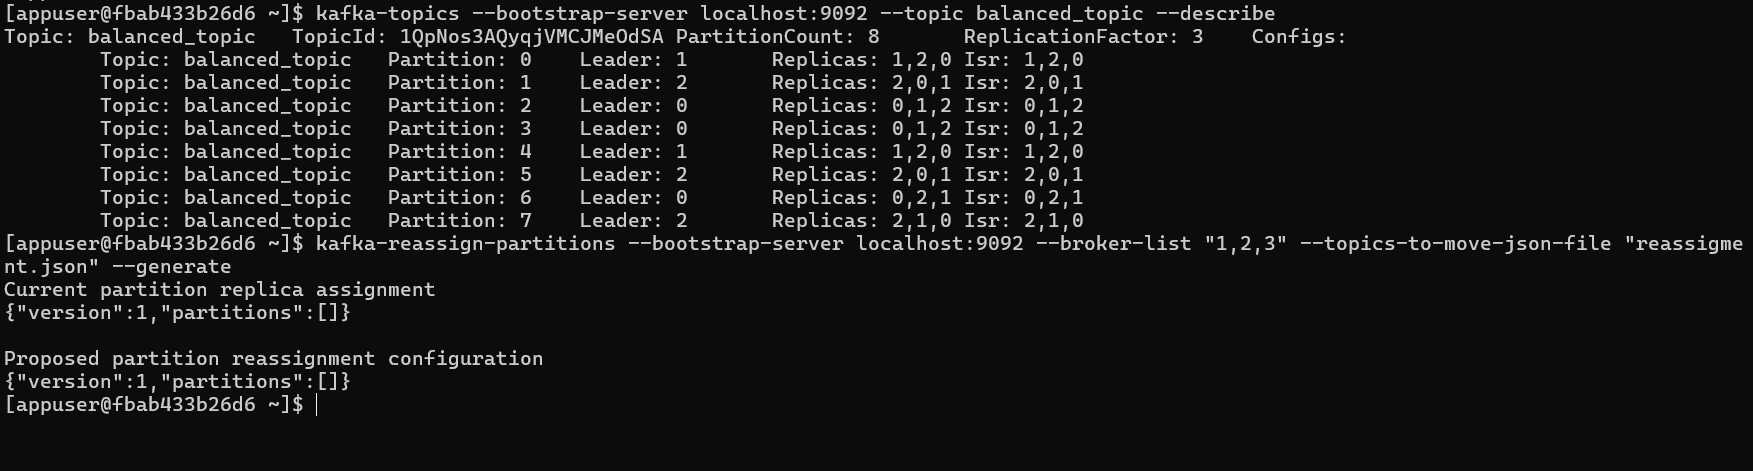 [appuser@fbab433b26d6 ~]$ kafka-topics --bootstrap-server localhost:9092 --topic balanced_topic --describe
Topic: balanced_topic   TopicId: 1QpNos3AQyqjVMCJMeOdSA PartitionCount: 8       ReplicationFactor: 3    Configs:
        Topic: balanced_topic   Partition: 0    Leader: 1       Replicas: 1,2,0 Isr: 1,2,0
        Topic: balanced_topic   Partition: 1    Leader: 2       Replicas: 2,0,1 Isr: 2,0,1
        Topic: balanced_topic   Partition: 2    Leader: 0       Replicas: 0,1,2 Isr: 0,1,2
        Topic: balanced_topic   Partition: 3    Leader: 0       Replicas: 0,1,2 Isr: 0,1,2
        Topic: balanced_topic   Partition: 4    Leader: 1       Replicas: 1,2,0 Isr: 1,2,0
        Topic: balanced_topic   Partition: 5    Leader: 2       Replicas: 2,0,1 Isr: 2,0,1
        Topic: balanced_topic   Partition: 6    Leader: 0       Replicas: 0,2,1 Isr: 0,2,1
        Topic: balanced_topic   Partition: 7    Leader: 2       Replicas: 2,1,0 Isr: 2,1,0
[appuser@fbab433b26d6 ~]$ kafka-reassign-partitions --bootstrap-server localhost:9092 --broker-list "1,2,3" --topics-to-move-json-file "reassigme
nt.json" --generate
Current partition replica assignment
{"version":1,"partitions":[]}

Proposed partition reassignment configuration
{"version":1,"partitions":[]}
[appuser@fbab433b26d6 ~]$